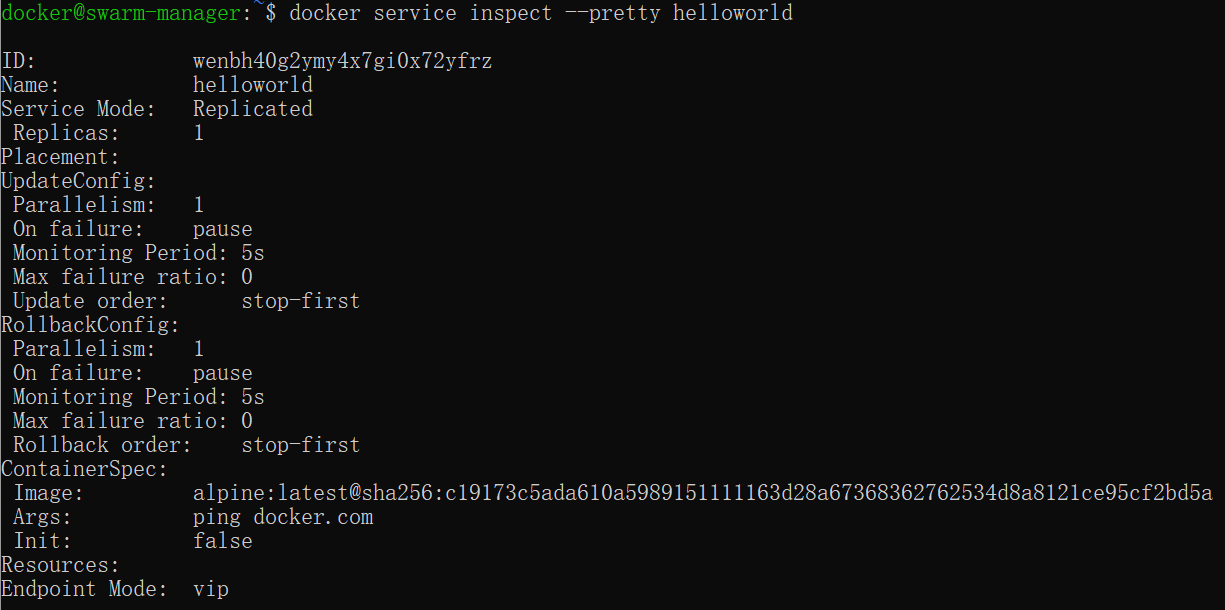 docker@swarm-manager:~$ docker service inspect --pretty helloworld
ID: wenbh40g2ymy4x7gi0x72yfrz
Name: helloworld
Service Mode: Replicated
Replicas: 1
Placement:
UpdateConfig:
Parallelism: 1
On failure: pause
Monitoring Period: 5s
Max failure ratio: 0
Update order: stop-first
RollbackConfig:
Parallelism: 1
On failure: pause
Monitoring Period: 5s
Max failure ratio: 0
Rollback order: stop-first
ContainerSpec:
Image: alpine:latest@sha256:c19173c5ada610a5989151111163d28a67368362762534d8a8121ce95cf2bd5a
Args: ping docker.com
Init: false
Resources:
Endpoint Mode: vip